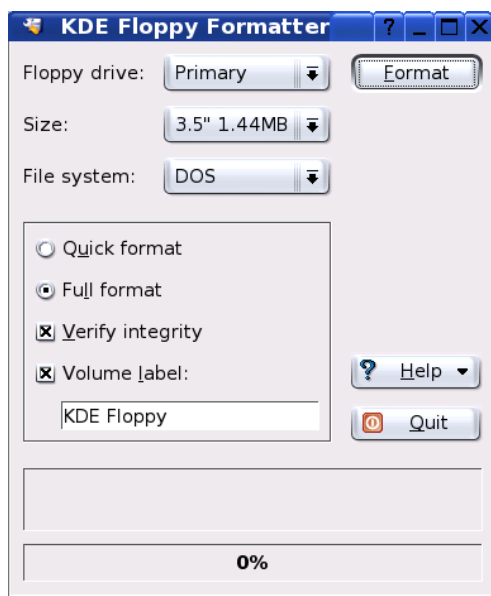 KDE Floppy Formatter ?
Floppy drive: Primary Format
Size: 3.5" 1.44MB
File system: DOS
Quick format
Full format
Verify integrity
Volume label:
KDE Floppy
? Help
Quit
0%